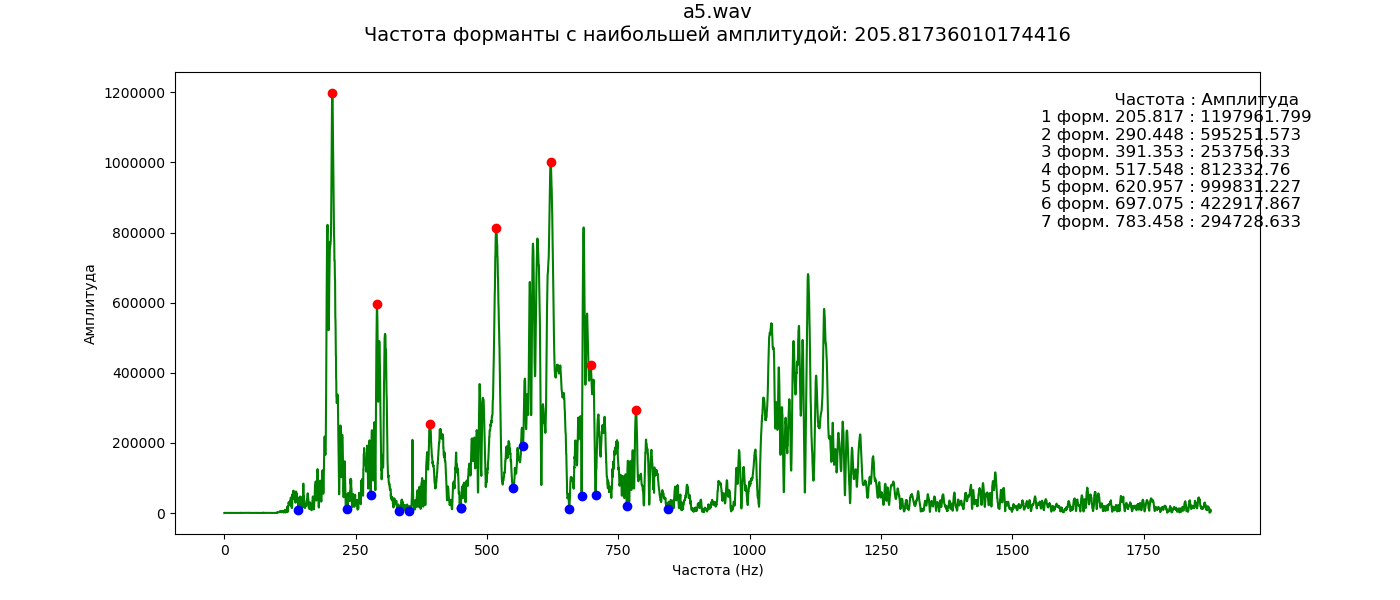 a5.wav
Частота форманты с наибольшей амплитудой: 205.81736010174416
Частота : Амплитуда
1 форм. 205.817 : 1197961.799
2 форм. 290.448 : 595251.573
3 форм. 391.353 : 253756.33
4 форм. 517.548 : 812332.76
5 форм. 620.957 : 999831.227
6 форм. 697.075 : 422917.867
7 форм. 783.458 : 294728.633
Амплитуда
1200000
1000000
800000
600000
400000
200000
0
0 250 500 750 1000 1250 1500 1750
Частота (Hz)